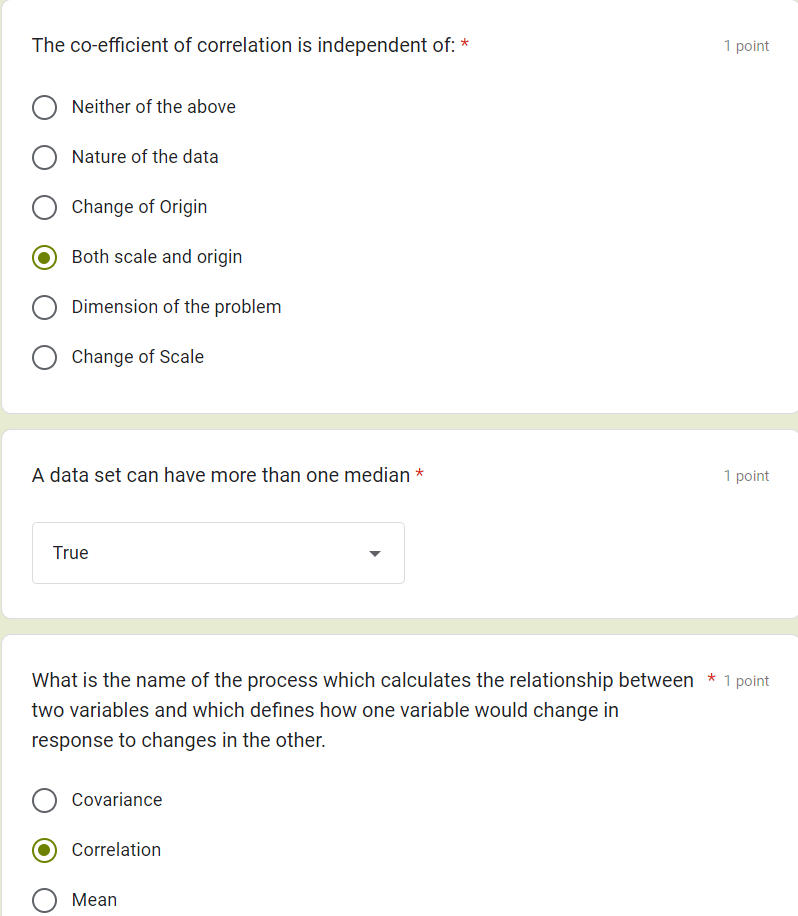 The co-efficient of correlation is independent of: *
1 point
Neither of the above
Nature of the data
Change of Origin
Both scale and origin
Dimension of the problem
Change of Scale
A data set can have more than one median *
1 point
True
What is the name of the process which calculates the relationship between * 1 point
two variables and which defines how one variable would change in
response to changes in the other.
Covariance
Correlation
Mean